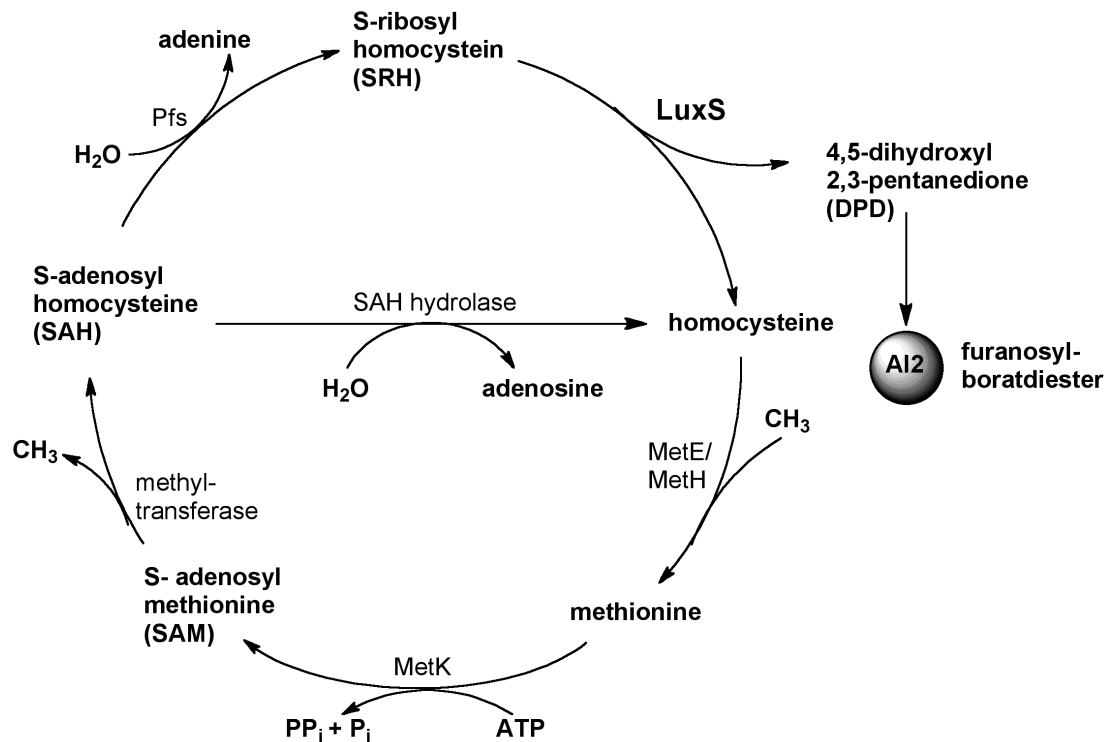 adenine
S-ribosyl
homocystein
(SRH)
Pfs
LuxS
H₂O
4,5-dihydroxyl
2,3-pentanedione
(DPD)
S-adenosyl
homocysteine
(SAH)
SAH hydrolase
homocysteine
H₂O
adenosine
AI2
furanosyl-
boratdiester
CH₃
MetE/
MetH
CH₃
methyl-
transferase
S- adenosyl
methionine
(SAM)
methionine
MetK
PPᵢ + Pᵢ
ATP